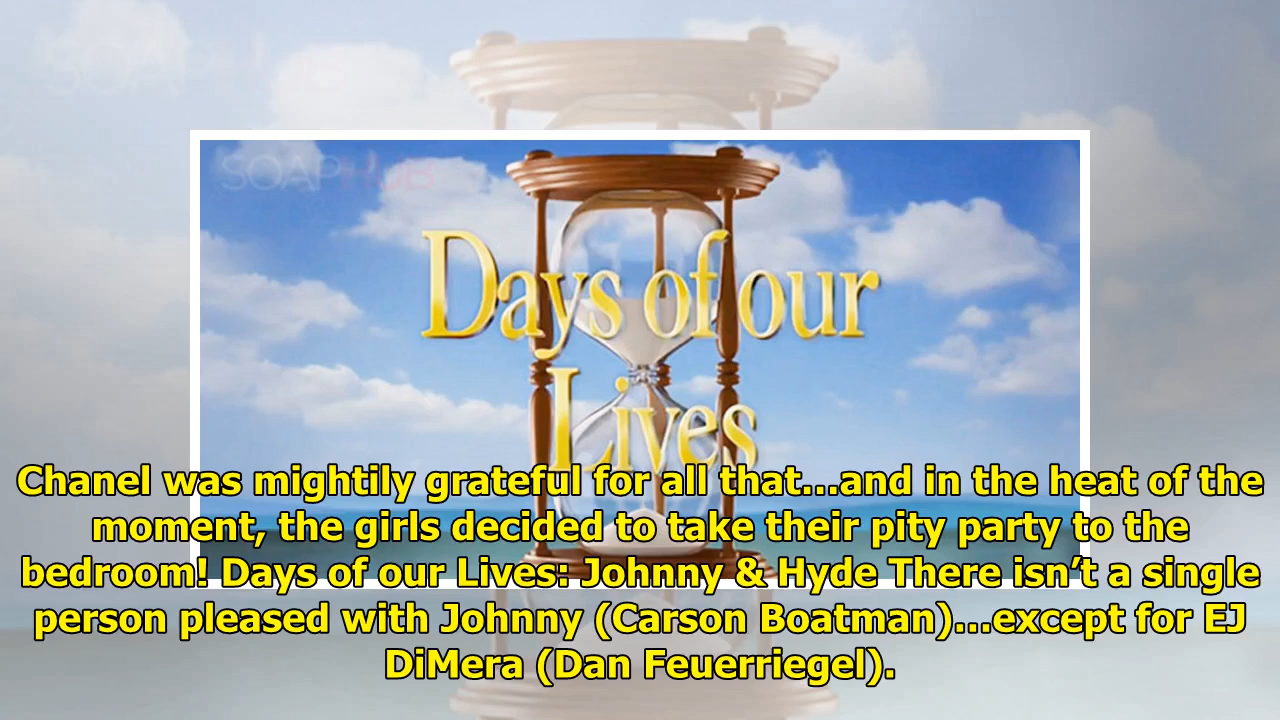 SOAPHUB
Days of our
Lives
Chanel was mightily grateful for all that...and in the heat of the
moment, the girls decided to take their pity party to the
bedroom! Days of our Lives: Johnny & Hyde There isn’t a single
person pleased with Johnny (Carson Boatman)...except for EJ
DiMera (Dan Feuerriegel).